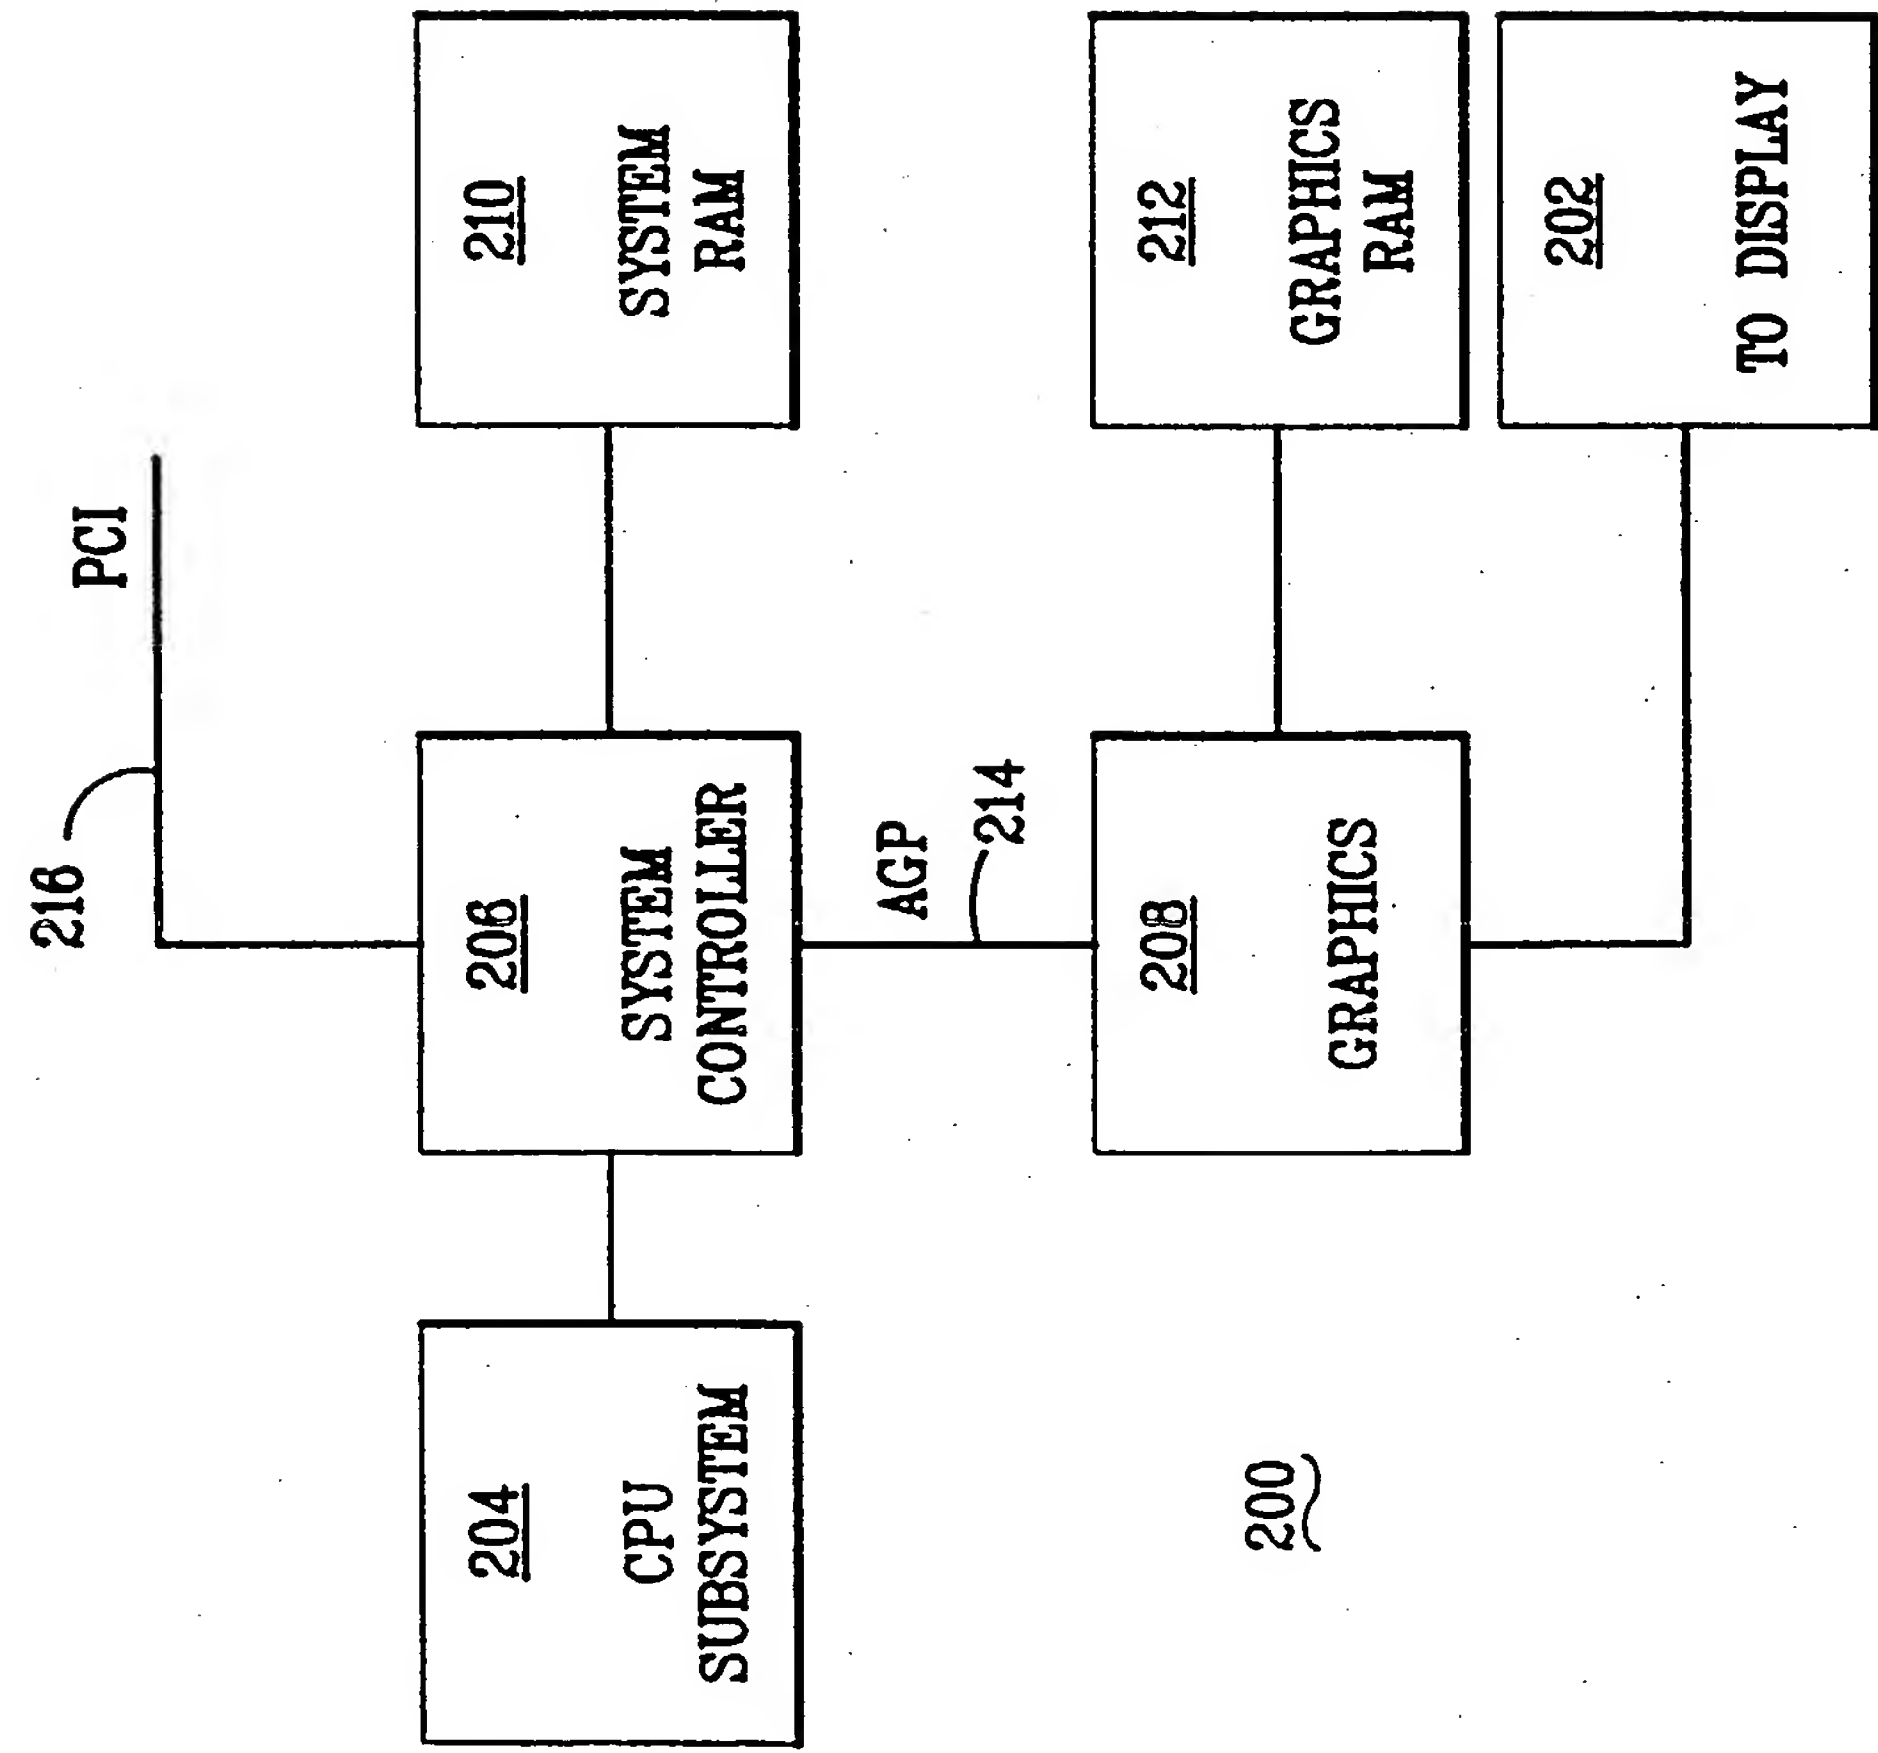 216
PCI
204
CPU
SUBSYSTEM
206
SYSTEM
CONTROLLER
210
SYSTEM
RAM
AGP
214
208
GRAPHICS
212
GRAPHICS
RAM
202
TO DISPLAY
200